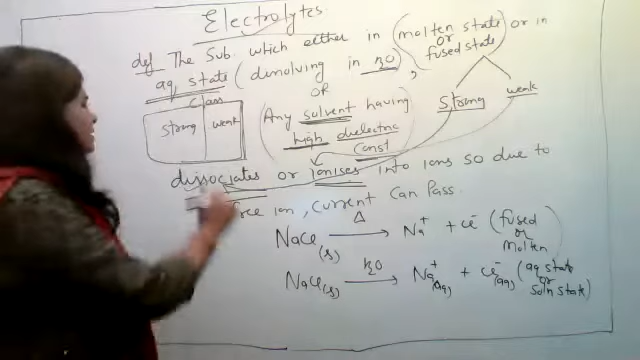 Electrolytes
def The Sub. which either in (molten state or in
or
fused state)
aq state (dissolving in H2O),
OR
class
strong weak
(Any solvent having
high dielectric
const)
Strong weak
dissociates or ionises into ions so due to
ion, current can pass.
NaCl(s) —Δ→ Na+ + Cl- (fused
or
molten)
NaCl(s) —H2O→ Na+(aq) + Cl-(aq) (aq state
or
soln state)